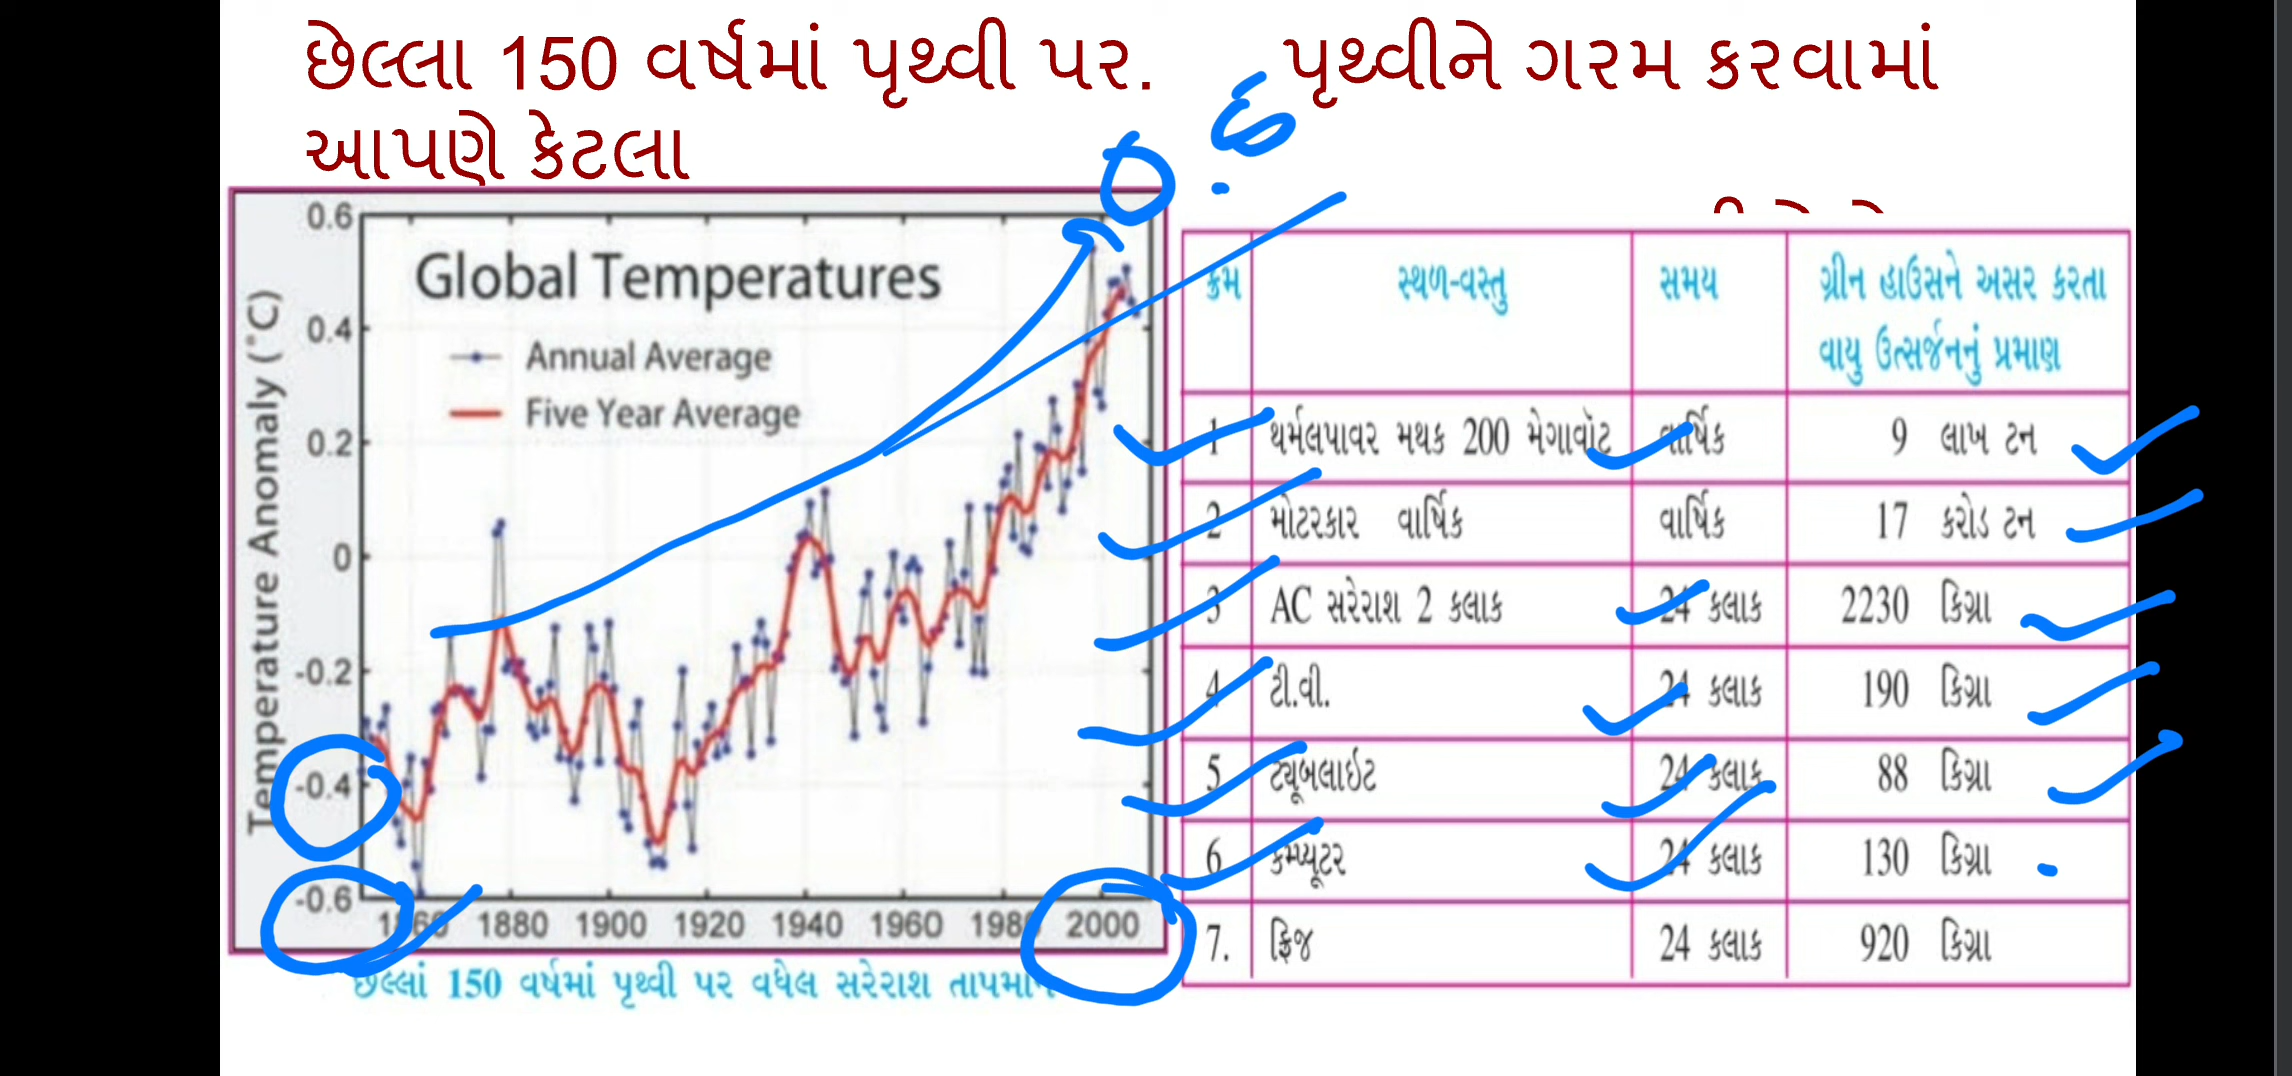 છેલ્લા 150 વર્ષમાં પૃથ્વી પર. પૃથ્વીને ગરમ કરવામાં
આપણે કેટલા
0.6
0.4
0.2
0
-0.2
-0.4
-0.6
Temperature Anomaly (°C)
Global Temperatures
Annual Average
Five Year Average
1860 1880 1900 1920 1940 1960 1980 2000
છેલ્લાં 150 વર્ષમાં પૃથ્વી પર વધેલ સરેરાશ તાપમાન
ક્રમ સ્થળ-વસ્તુ સમય ગ્રીન હાઉસને અસર કરતા
વાયુ ઉત્સર્જનનું પ્રમાણ
1 થર્મલપાવર મથક 200 મેગાવૉટ વાર્ષિક 9 લાખ ટન
2 મોટરકાર વાર્ષિક વાર્ષિક 17 કરોડ ટન
3 AC સરેરાશ 2 કલાક 24 કલાક 2230 કિગ્રા
4 ટી.વી. 24 કલાક 190 કિગ્રા
5 ટ્યૂબલાઇટ 24 કલાક 88 કિગ્રા
6 કમ્પ્યૂટર 24 કલાક 130 કિગ્રા
7. ફ્રિજ 24 કલાક 920 કિગ્રા